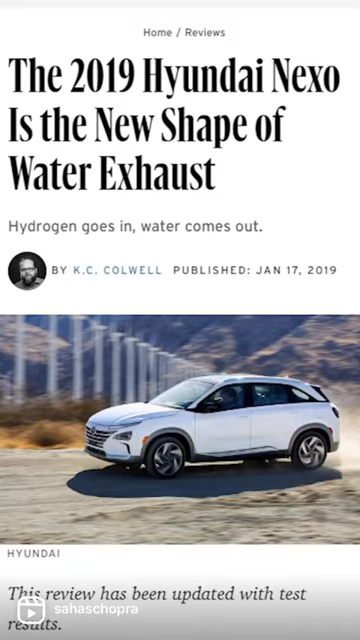 Home / Reviews
The 2019 Hyundai Nexo
Is the New Shape of
Water Exhaust
Hydrogen goes in, water comes out.
BY K.C. COLWELL PUBLISHED: JAN 17, 2019
HYUNDAI
This review has been updated with test
sahaschopra
results.